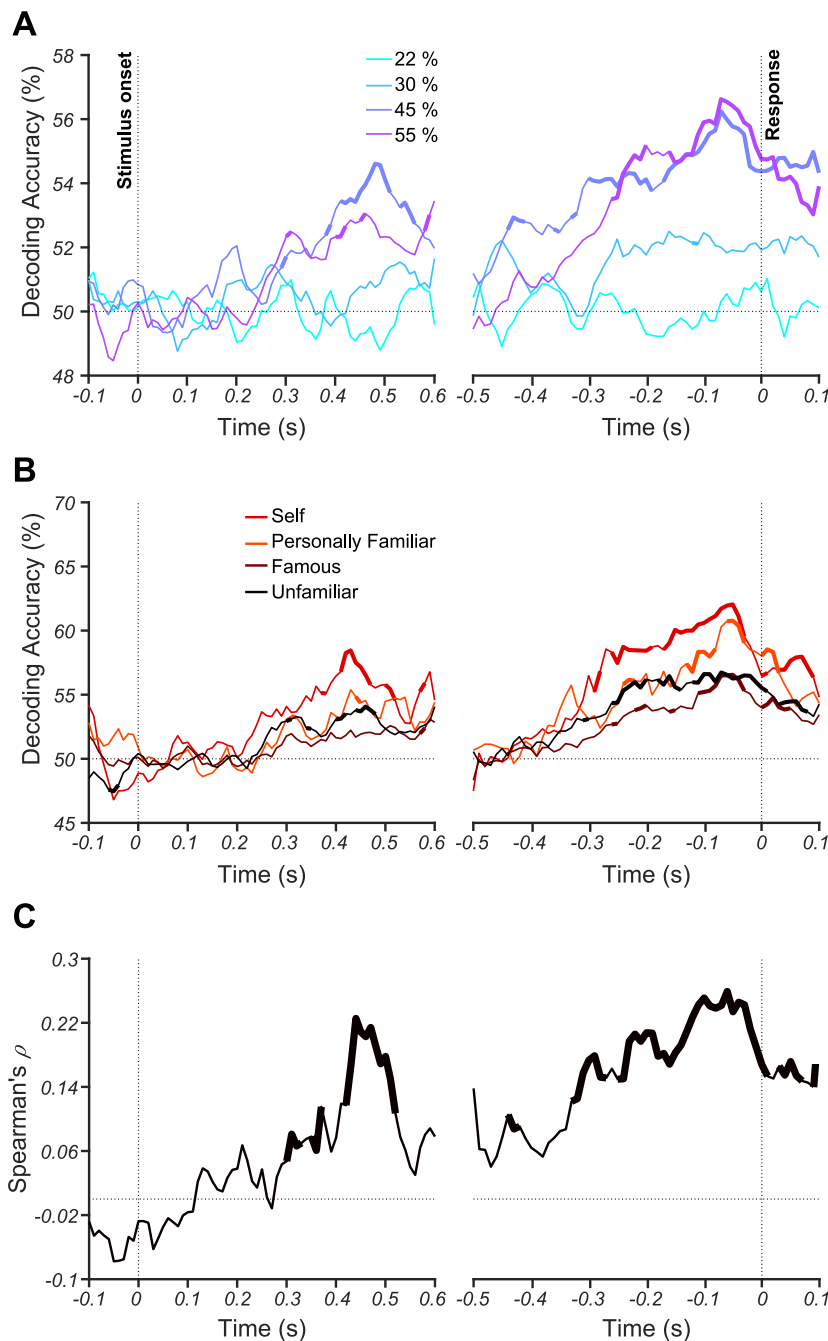 A
Decoding Accuracy (%)
58
56
54
52
50
48
Stimulus onset
22 %
30 %
45 %
55 %
Response
-0.1 0 0.1 0.2 0.3 0.4 0.5 0.6
-0.5 -0.4 -0.3 -0.2 -0.1 0 0.1
Time (s)
Time (s)
B
Decoding Accuracy (%)
70
65
60
55
50
45
Self
Personally Familiar
Famous
Unfamiliar
-0.1 0 0.1 0.2 0.3 0.4 0.5 0.6
-0.5 -0.4 -0.3 -0.2 -0.1 0 0.1
Time (s)
Time (s)
C
Spearman's ρ
0.3
0.22
0.14
0.06
-0.02
-0.1
-0.1 0 0.1 0.2 0.3 0.4 0.5 0.6
-0.5 -0.4 -0.3 -0.2 -0.1 0 0.1
Time (s)
Time (s)